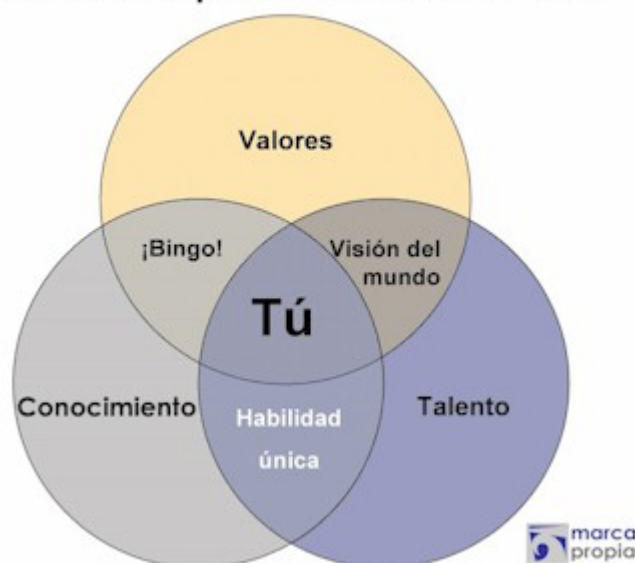 Valores
¡Bingo!
Visión del
mundo
Tú
Conocimiento
Habilidad
única
Talento
marca
propia